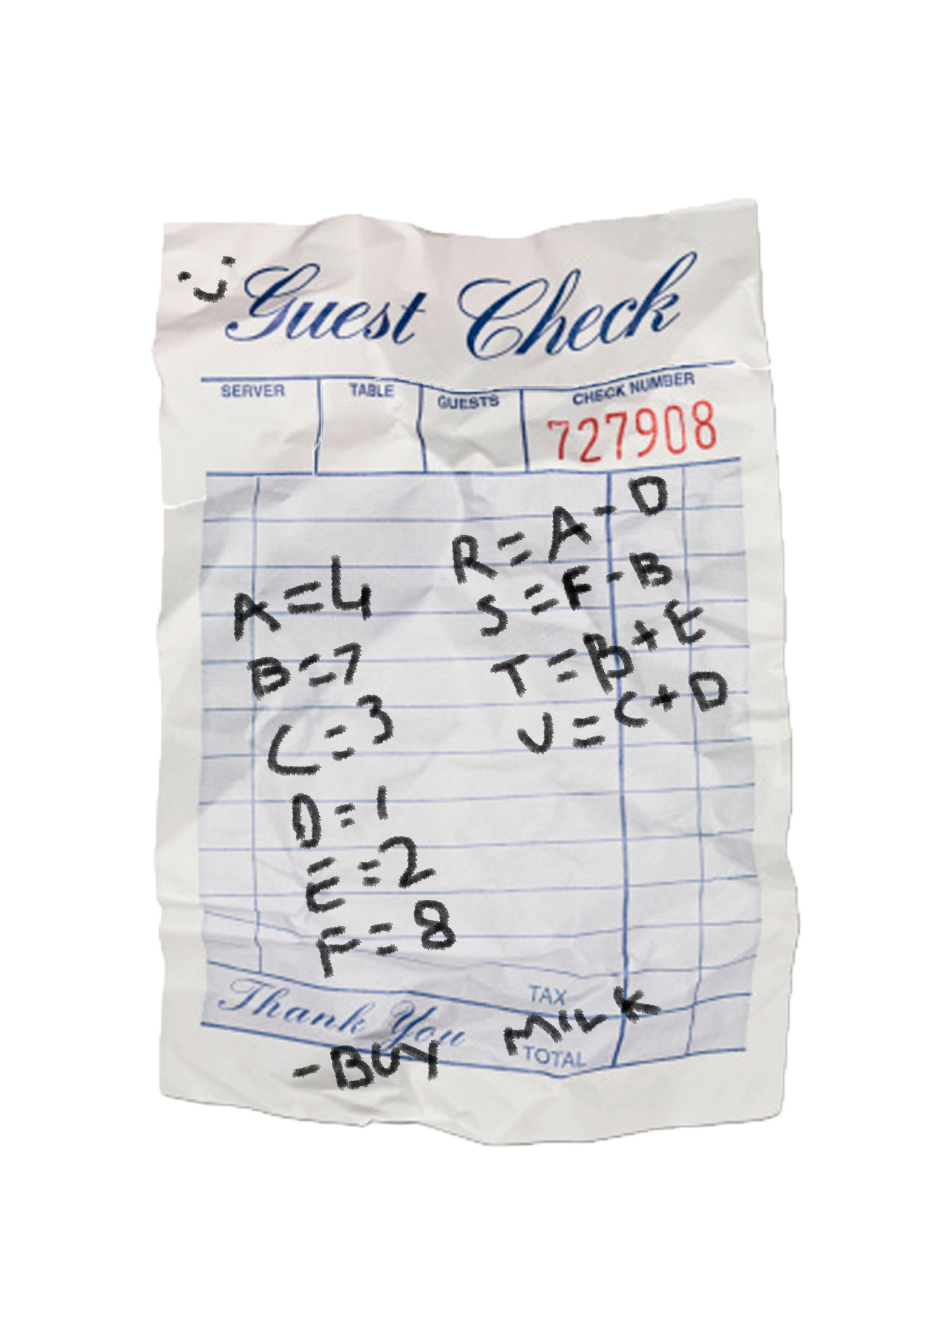 Guest Check
SERVER TABLE GUESTS CHECK NUMBER
727908
A=4
B=7
C=3
D=1
E=2
F=8
R=A-D
S=F-B
T=B+E
U=C+D
Thank You
TAX
TOTAL
-BUY MILK